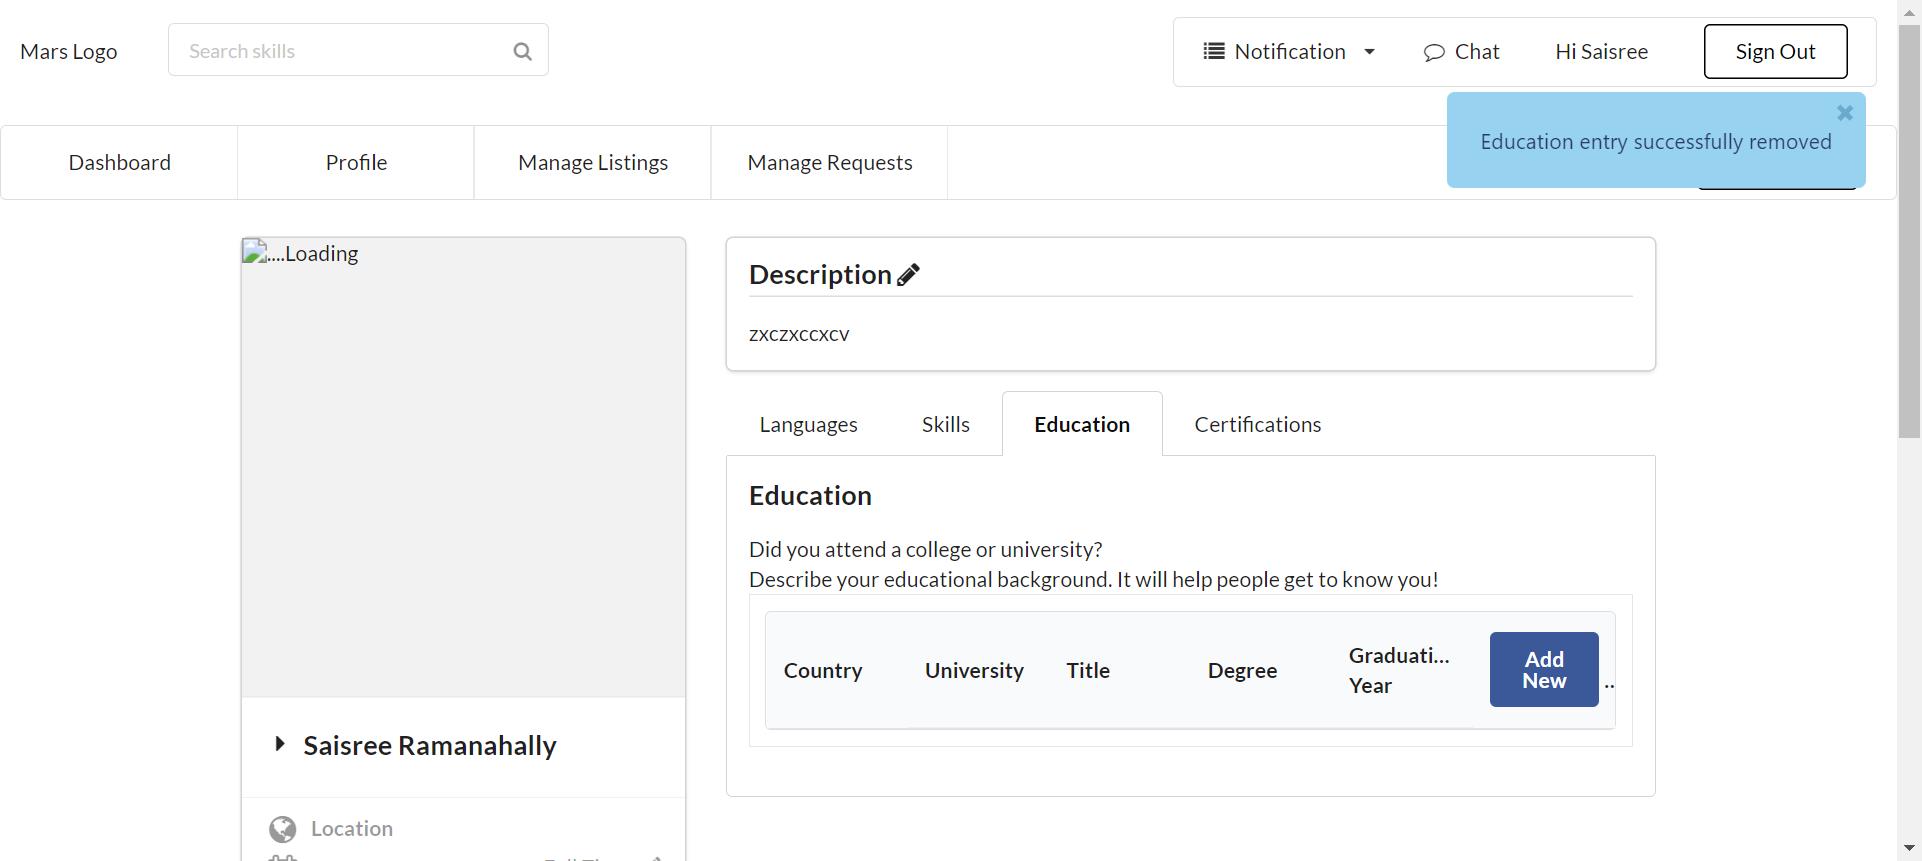 Mars Logo
Search skills
Notification
Chat
Hi Saisree
Sign Out
Education entry successfully removed
Dashboard
Profile
Manage Listings
Manage Requests
....Loading
Description
zxczxccxcv
Languages
Skills
Education
Certifications
Education
Did you attend a college or university?
Describe your educational background. It will help people get to know you!
Country
University
Title
Degree
Graduati...
Year
Add
New
..
Saisree Ramanahally
Location